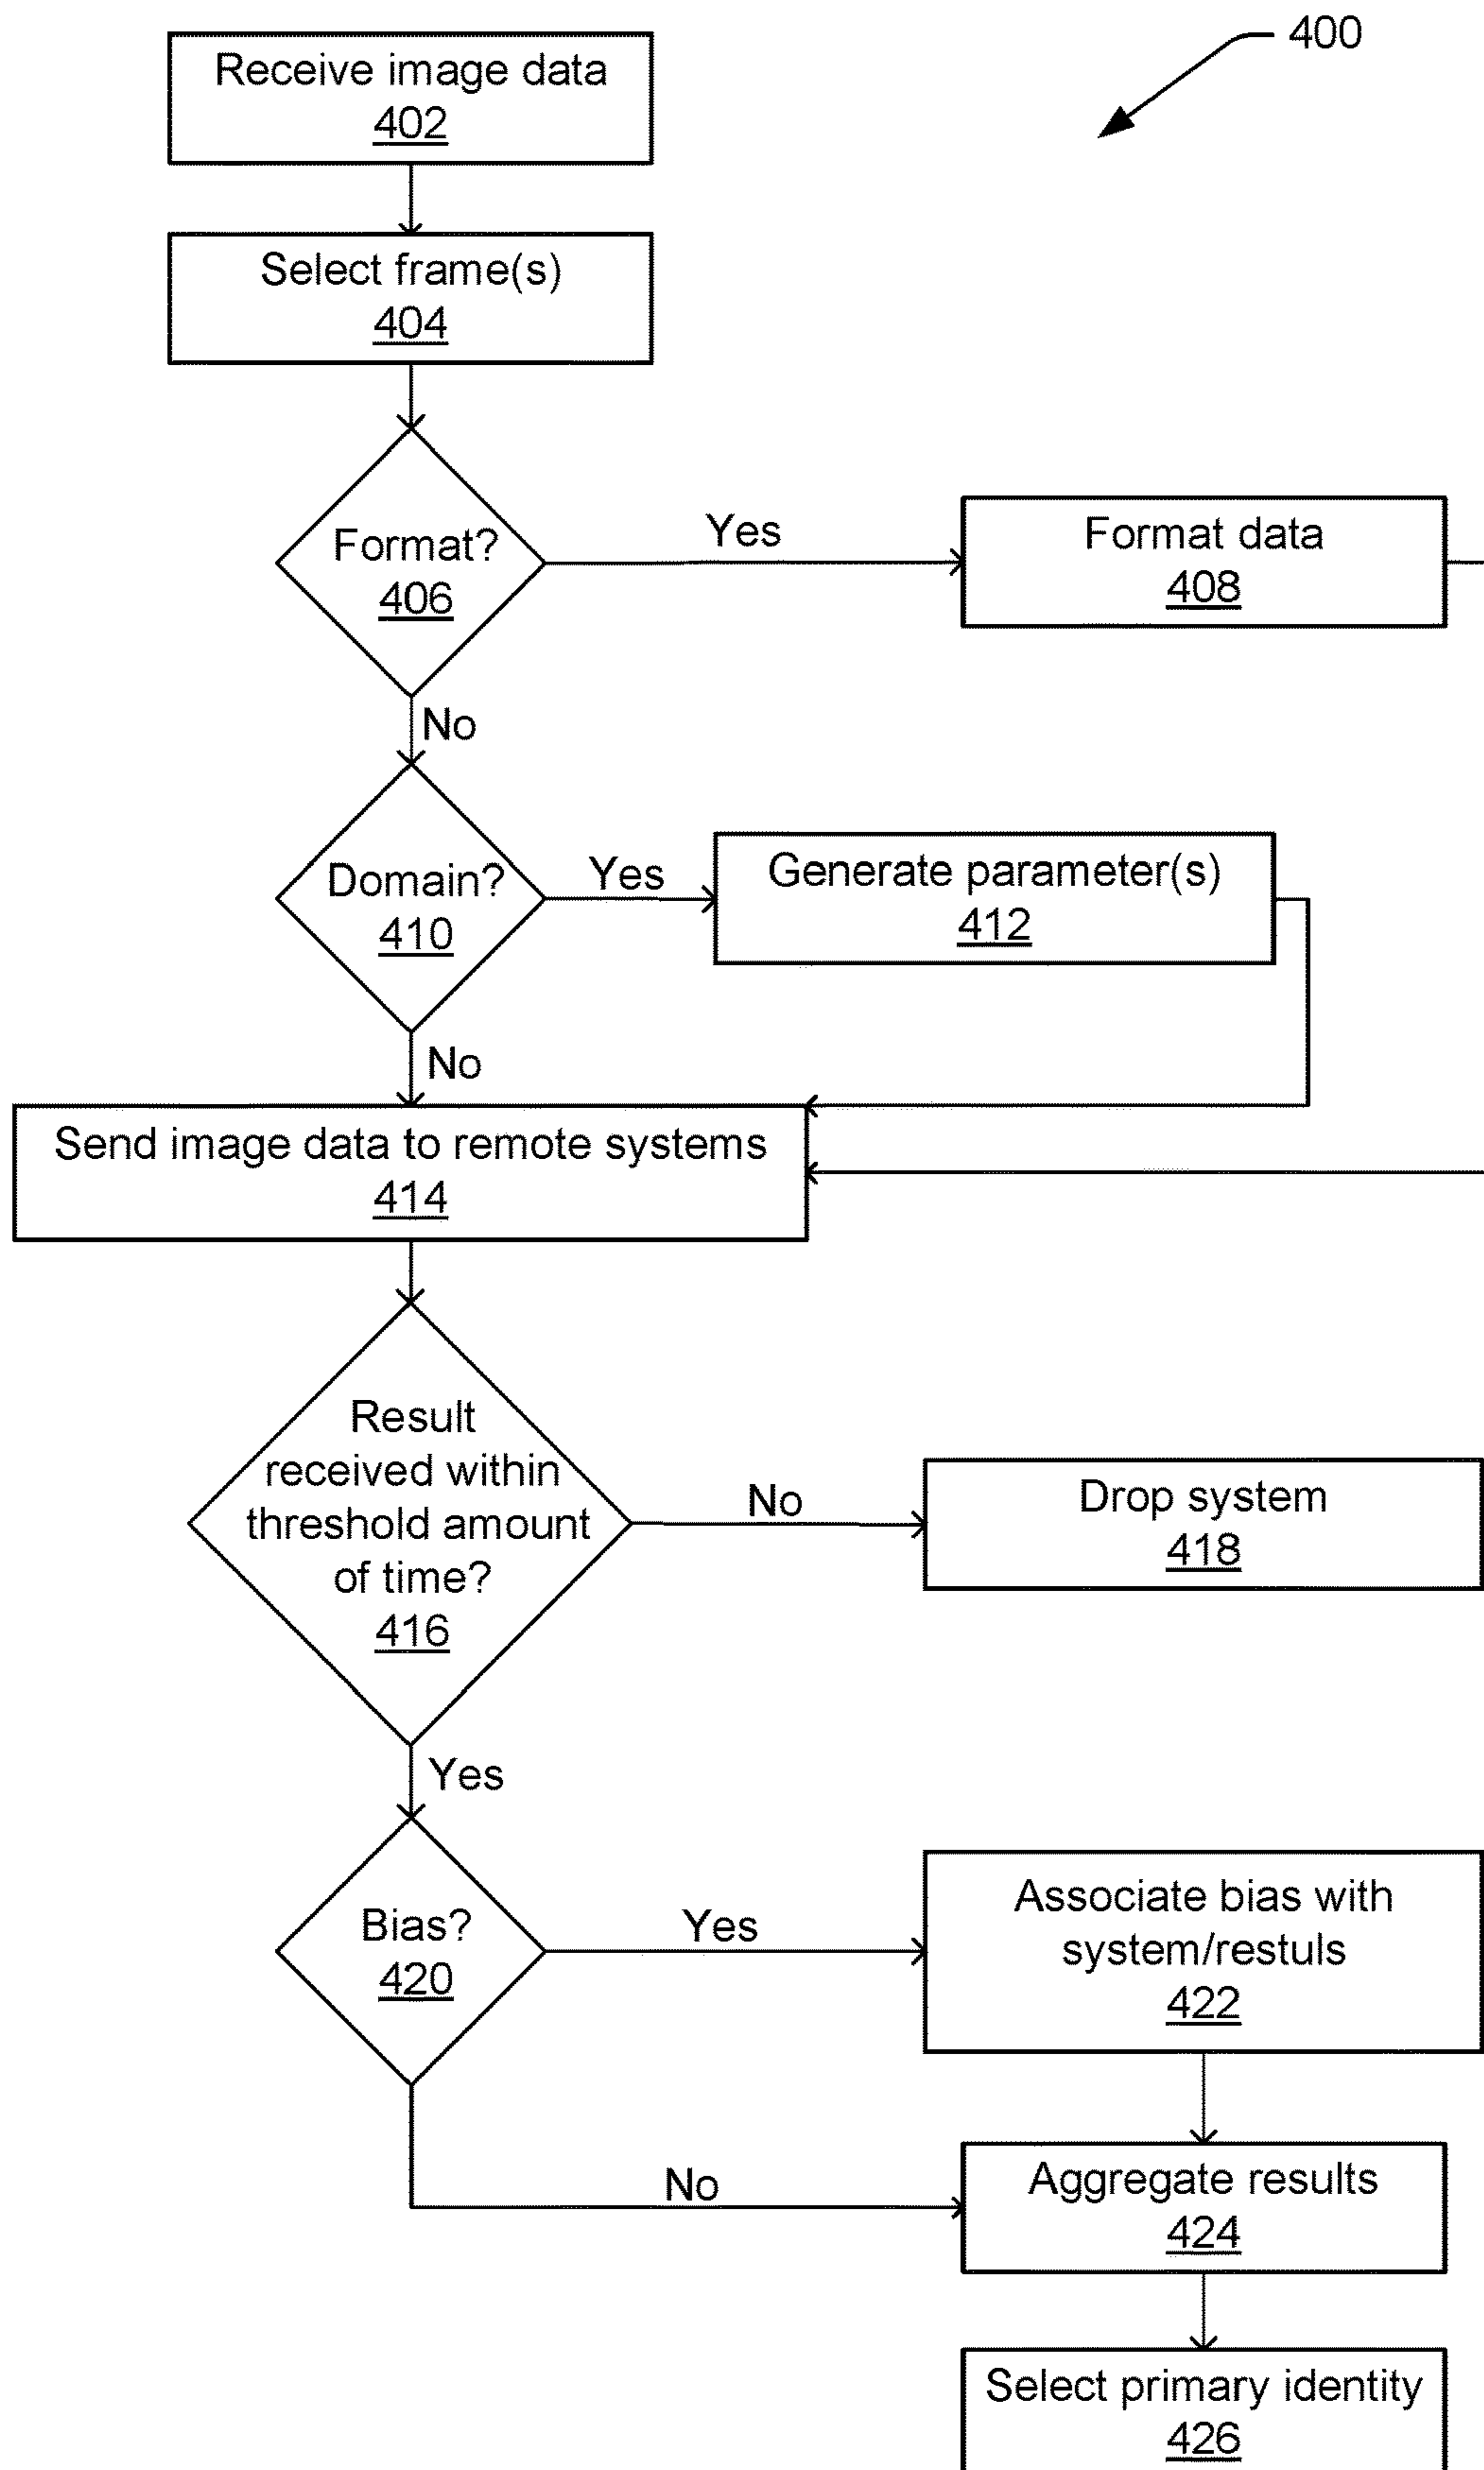 400
Receive image data
402
Select frame(s)
404
Format?
406
Yes
Format data
408
No
Domain?
410
Yes
Generate parameter(s)
412
No
Send image data to remote systems
414
Result
received within
threshold amount
of time?
416
No
Drop system
418
Yes
Bias?
420
Yes
Associate bias with
system/restuls
422
No
Aggregate results
424
Select primary identity
426